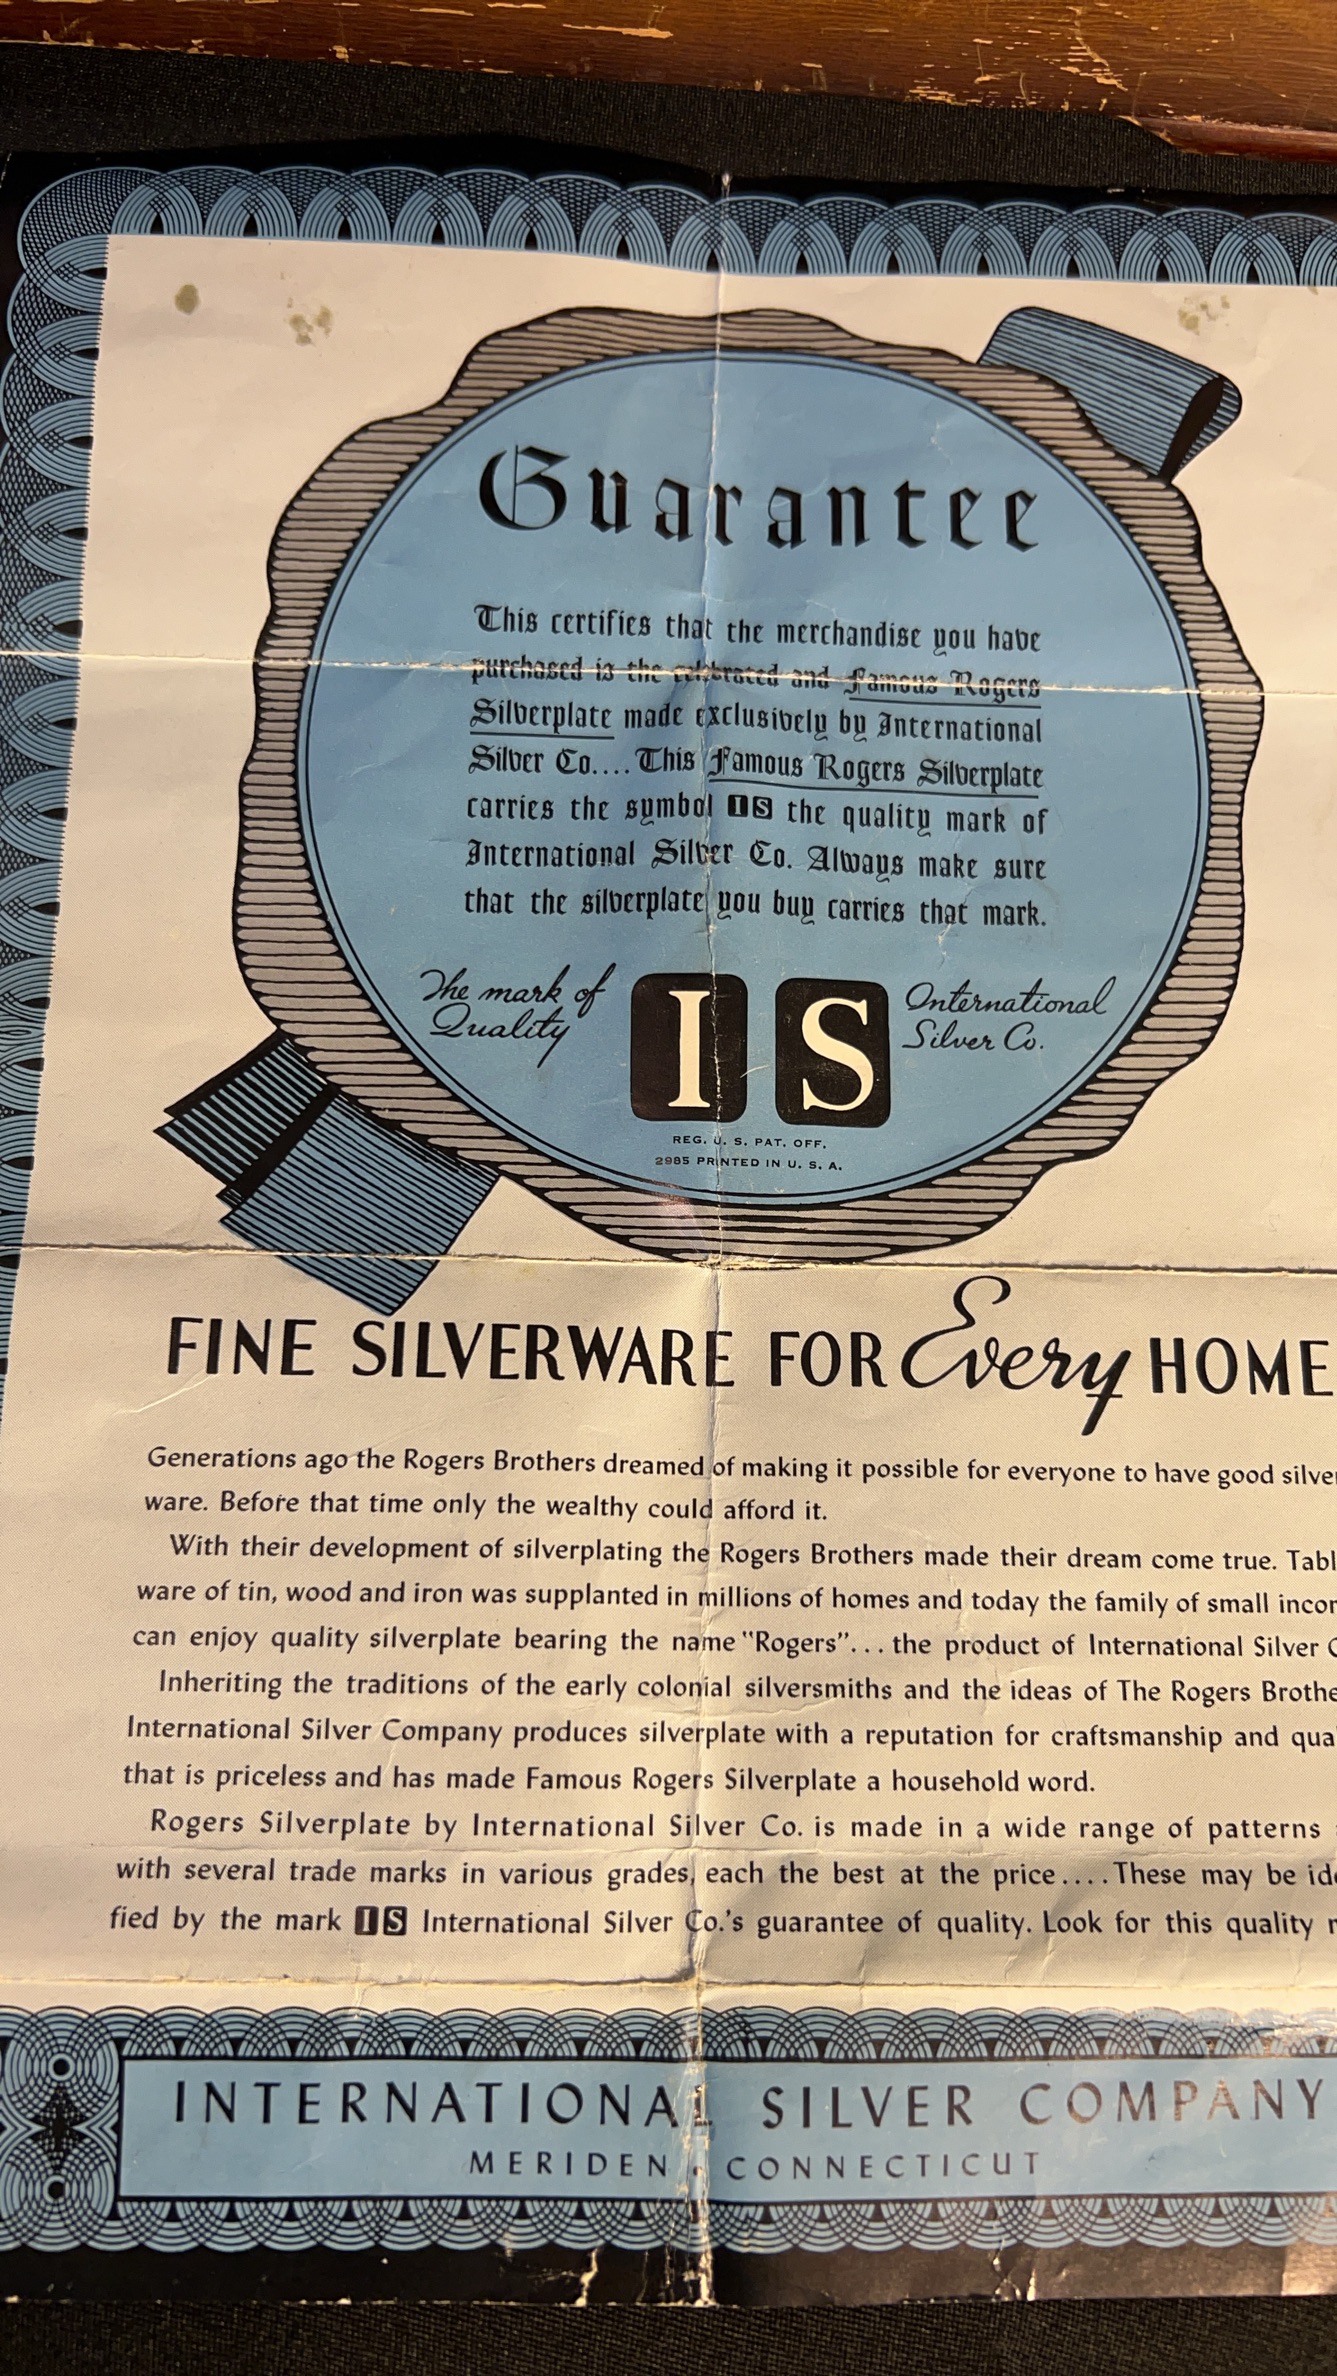 Guarantee
This certifies that the merchandise you have
purchased is the celebrated and Famous Rogers
Silverplate made exclusively by International
Silver Co.... This Famous Rogers Silverplate
carries the symbol IS the quality mark of
International Silver Co. Always make sure
that the silverplate you buy carries that mark.
The mark of
Quality
IS
International
Silver Co.
REG. U. S. PAT. OFF.
2985 PRINTED IN U. S. A.
FINE SILVERWARE FOR Every HOME
Generations ago the Rogers Brothers dreamed of making it possible for everyone to have good silver
ware. Before that time only the wealthy could afford it.
With their development of silverplating the Rogers Brothers made their dream come true. Tabl
ware of tin, wood and iron was supplanted in millions of homes and today the family of small incom
can enjoy quality silverplate bearing the name "Rogers"... the product of International Silver C
Inheriting the traditions of the early colonial silversmiths and the ideas of The Rogers Brothe
International Silver Company produces silverplate with a reputation for craftsmanship and qua
that is priceless and has made Famous Rogers Silverplate a household word.
Rogers Silverplate by International Silver Co. is made in a wide range of patterns
with several trade marks in various grades, each the best at the price.... These may be ide
fied by the mark IS International Silver Co.'s guarantee of quality. Look for this quality
INTERNATIONAL SILVER COMPANY
MERIDEN • CONNECTICUT